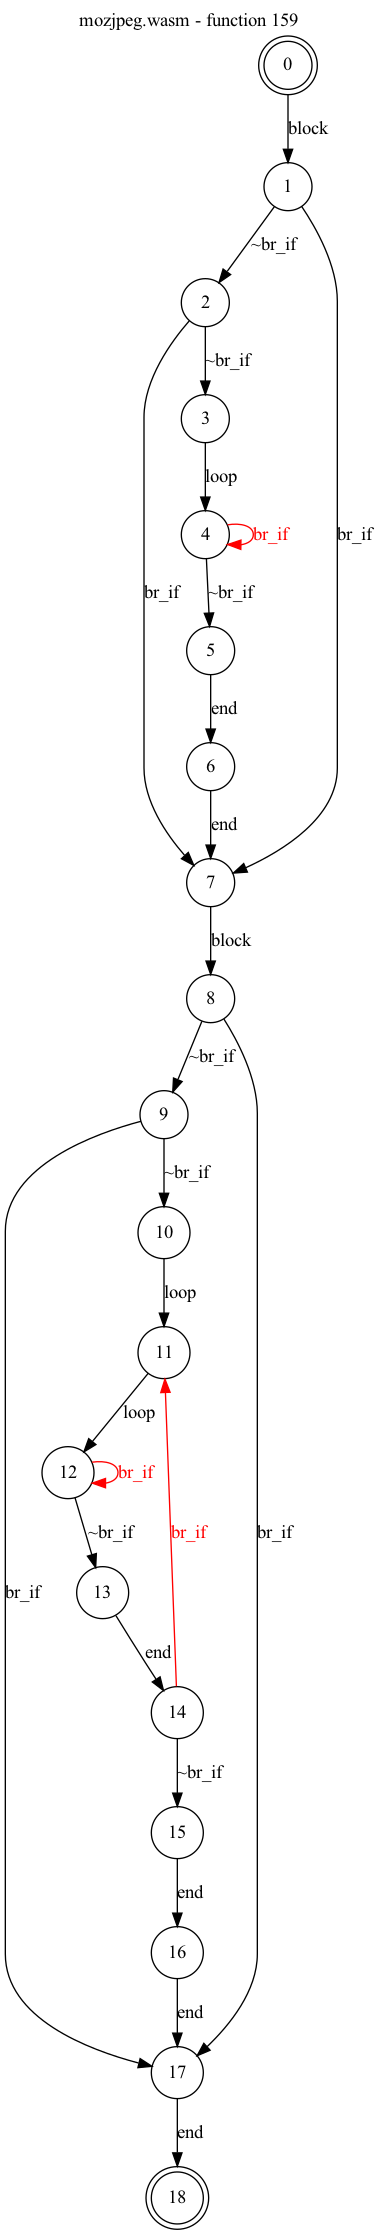 mozjpeg.wasm - function 159
0
block
1
~br_if
2
~br_if
3
loop
4
br_if
br_if
br_if
~br_if
5
end
6
end
7
block
8
~br_if
9
~br_if
10
loop
11
loop
12
br_if
br_if
br_if
~br_if
br_if
13
end
14
~br_if
15
end
16
end
17
end
18